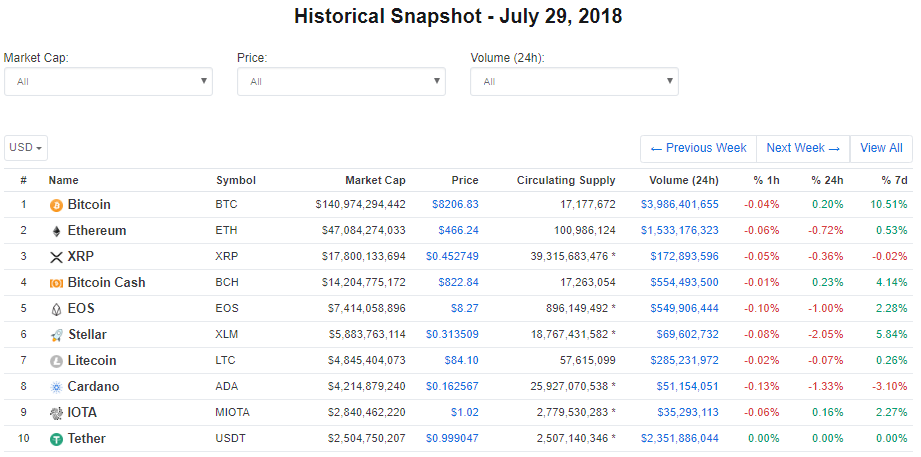 Historical Snapshot - July 29, 2018
Market Cap: Price: Volume (24h):
All All All
USD ← Previous Week Next Week → View All
# Name Symbol Market Cap Price Circulating Supply Volume (24h) % 1h % 24h % 7d
1 Bitcoin BTC $140,974,294,442 $8206.83 17,177,672 $3,986,401,655 -0.04% 0.20% 10.51%
2 Ethereum ETH $47,084,274,033 $466.24 100,986,124 $1,533,176,323 -0.06% -0.72% 0.53%
3 XRP XRP $17,800,133,694 $0.452749 39,315,683,476 * $172,893,596 -0.05% -0.36% -0.02%
4 Bitcoin Cash BCH $14,204,775,172 $822.84 17,263,054 $554,493,500 -0.01% 0.23% 4.14%
5 EOS EOS $7,414,058,896 $8.27 896,149,492 * $549,906,444 -0.10% -1.00% 2.28%
6 Stellar XLM $5,883,763,114 $0.313509 18,767,431,582 * $69,602,732 -0.08% -2.05% 5.84%
7 Litecoin LTC $4,845,404,073 $84.10 57,615,099 $285,231,972 -0.02% -0.07% 0.26%
8 Cardano ADA $4,214,879,240 $0.162567 25,927,070,538 * $51,154,051 -0.13% -1.33% -3.10%
9 IOTA MIOTA $2,840,462,220 $1.02 2,779,530,283 * $35,293,113 -0.06% 0.16% 2.27%
10 Tether USDT $2,504,750,207 $0.999047 2,507,140,346 * $2,351,886,044 0.00% 0.00% 0.00%